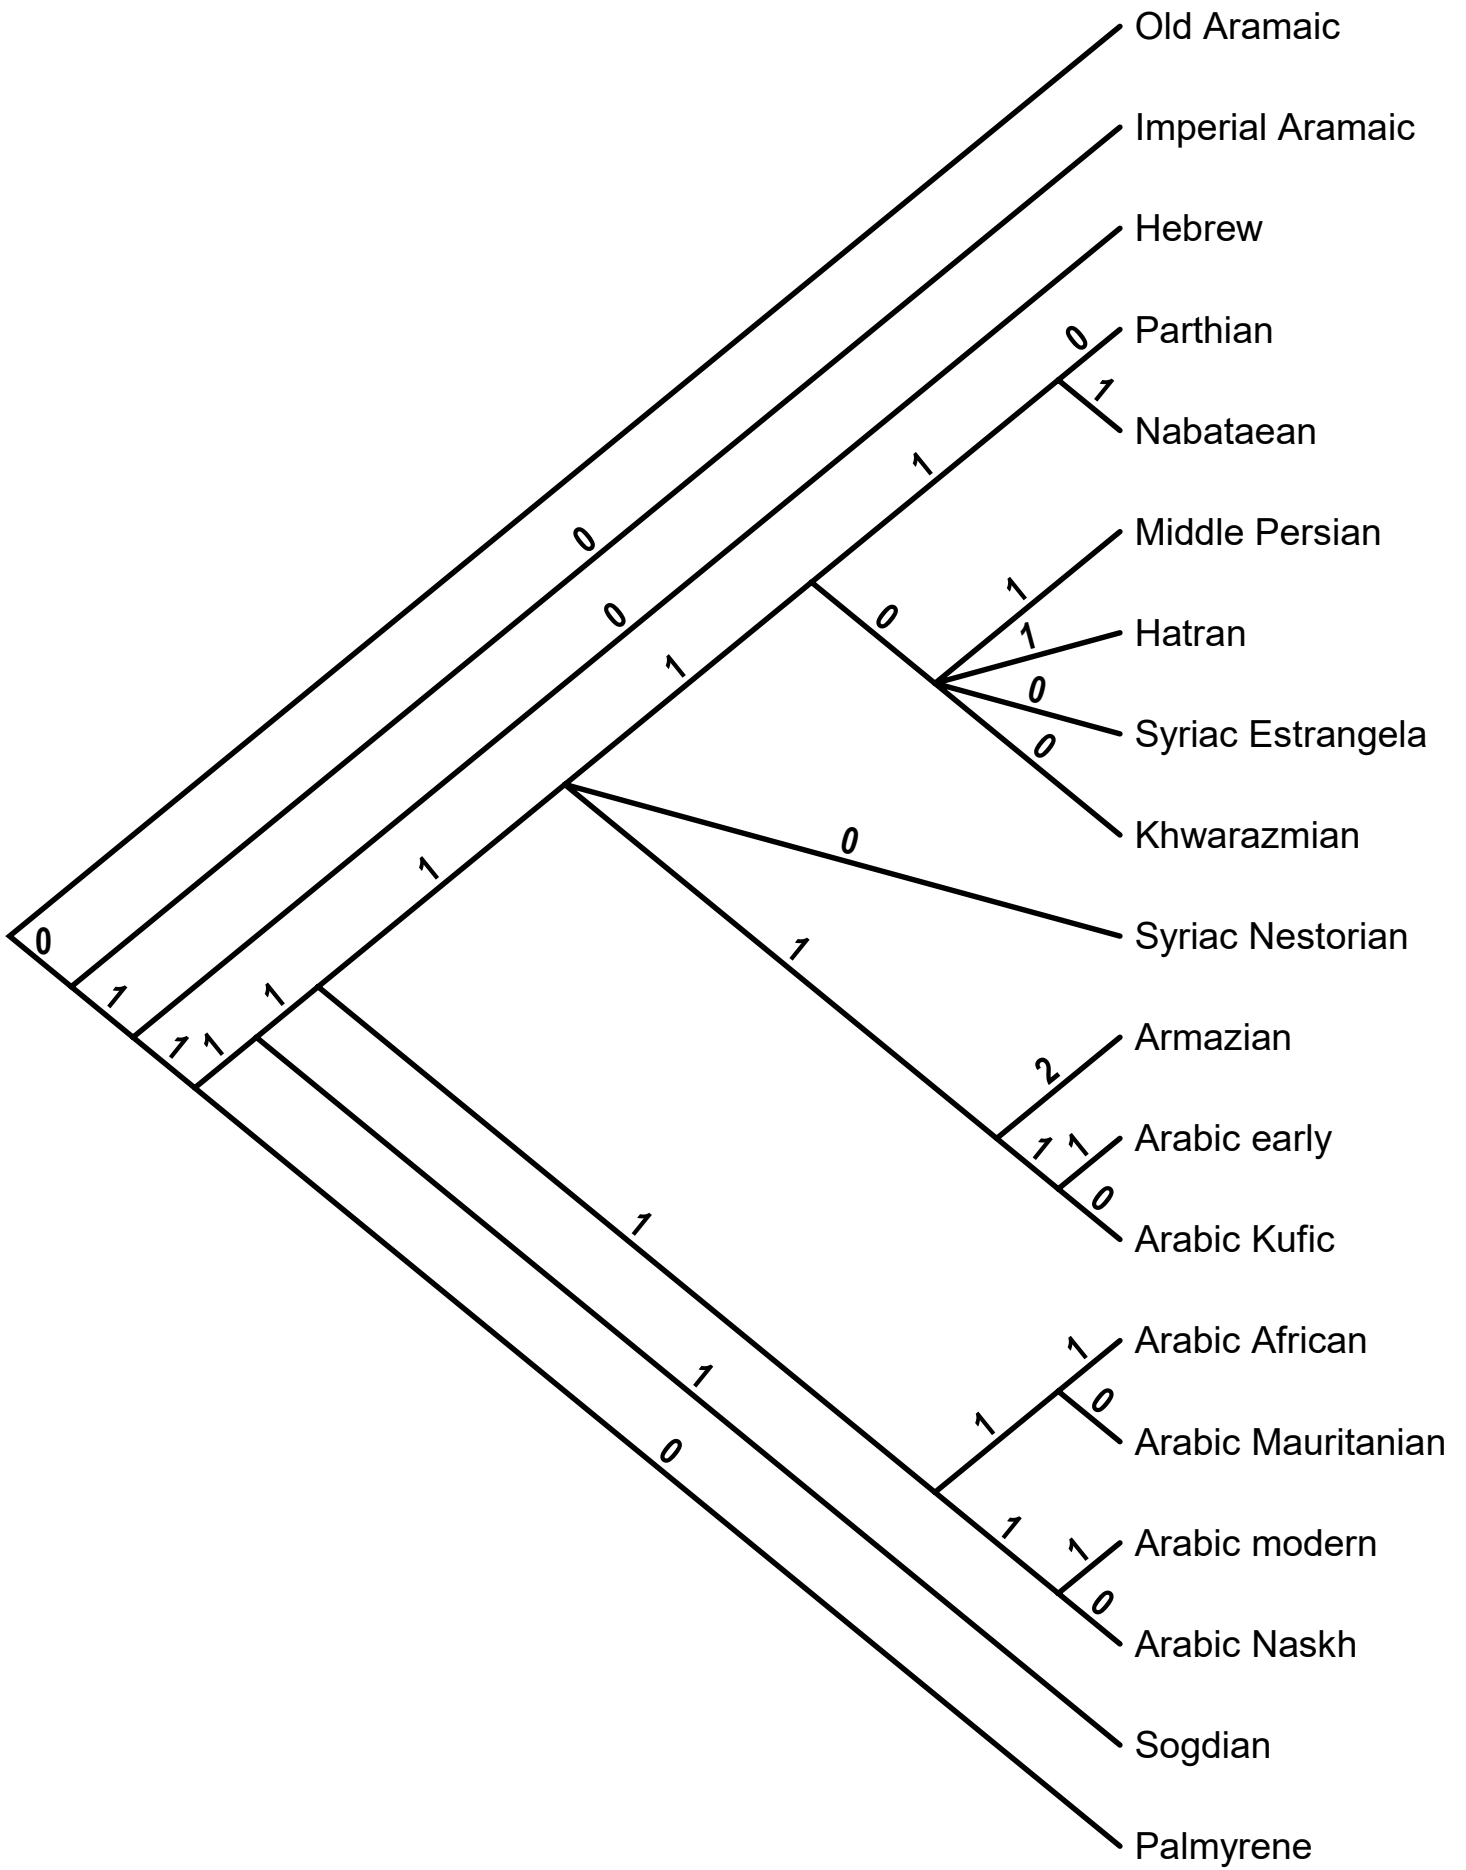 Old Aramaic
Imperial Aramaic
Hebrew
0
Parthian
1
Nabataean
1
Middle Persian
0
1
0
0
1
Hatran
1
0
Syriac Estrangela
0
Khwarazmian
0
1
Syriac Nestorian
0
1
1
1
1
1
Armazian
2
Arabic early
1
1
0
Arabic Kufic
1
Arabic African
1
0
1
1
Arabic Mauritanian
0
1
Arabic modern
1
0
Arabic Naskh
Sogdian
Palmyrene